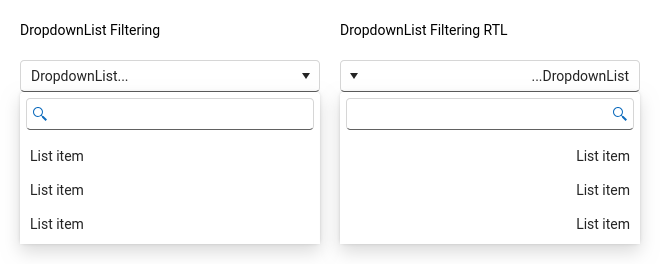 DropdownList Filtering
DropdownList...
List item
List item
List item
DropdownList Filtering RTL
...DropdownList
List item
List item
List item